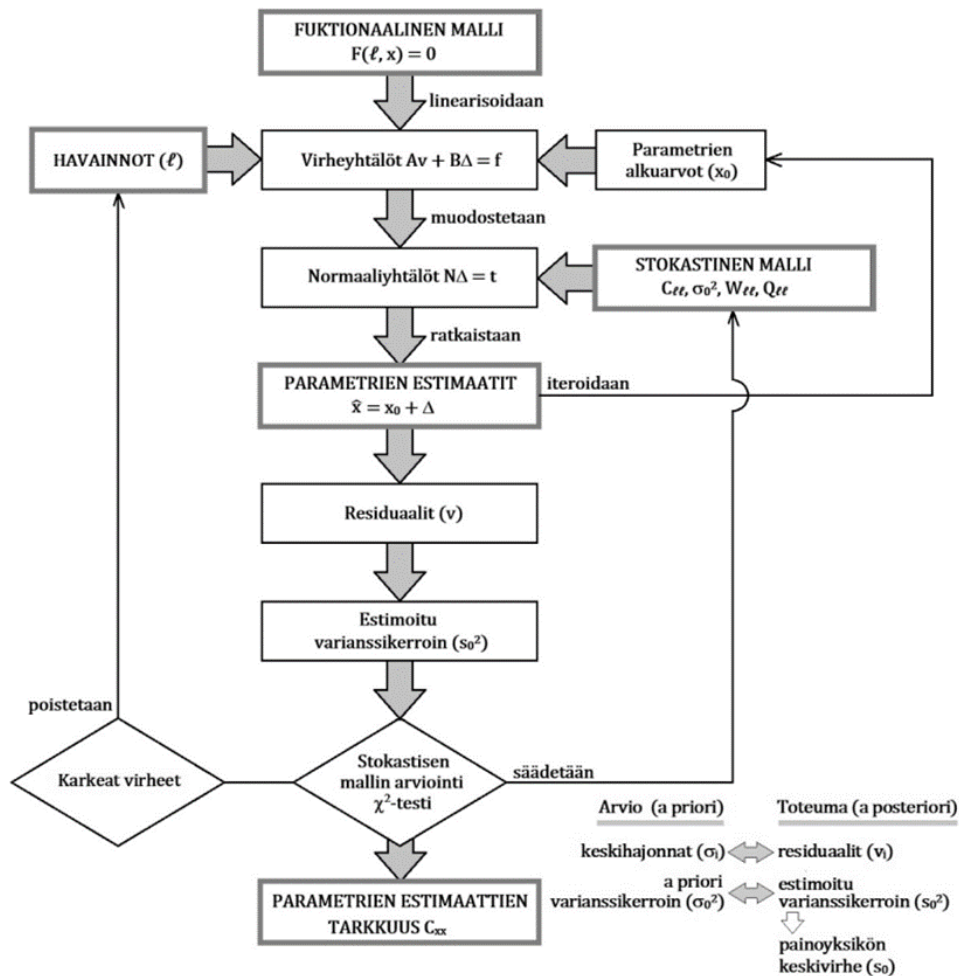 FUKTIONAALINEN MALLI
F(ℓ, x) = 0
linearisoidaan
HAVAINNOT (ℓ)
Virheyhtälöt Av + BΔ = f
Parametrien
alkuarvot (x₀)
muodostetaan
Normaaliyhtälöt NΔ = t
STOKASTINEN MALLI
Cℓℓ, σ₀², Wℓℓ, Qℓℓ
ratkaistaan
PARAMETRIEN ESTIMAATIT
x̂ = x₀ + Δ
iteroidaan
Residuaalit (v)
Estimoitu
varianssikerroin (s₀²)
poistetaan
Karkeat virheet
Stokastisen
mallin arviointi
χ²-testi
säädetään
Arvio (a priori)
Toteuma (a posteriori)
keskihajonnat (σᵢ)
residuaalit (vᵢ)
a priori
varianssikerroin (σ₀²)
estimoitu
varianssikerroin (s₀²)
painoyksikön
keskivirhe (s₀)
PARAMETRIEN ESTIMAATTIEN
TARKKUUS Cₓₓ